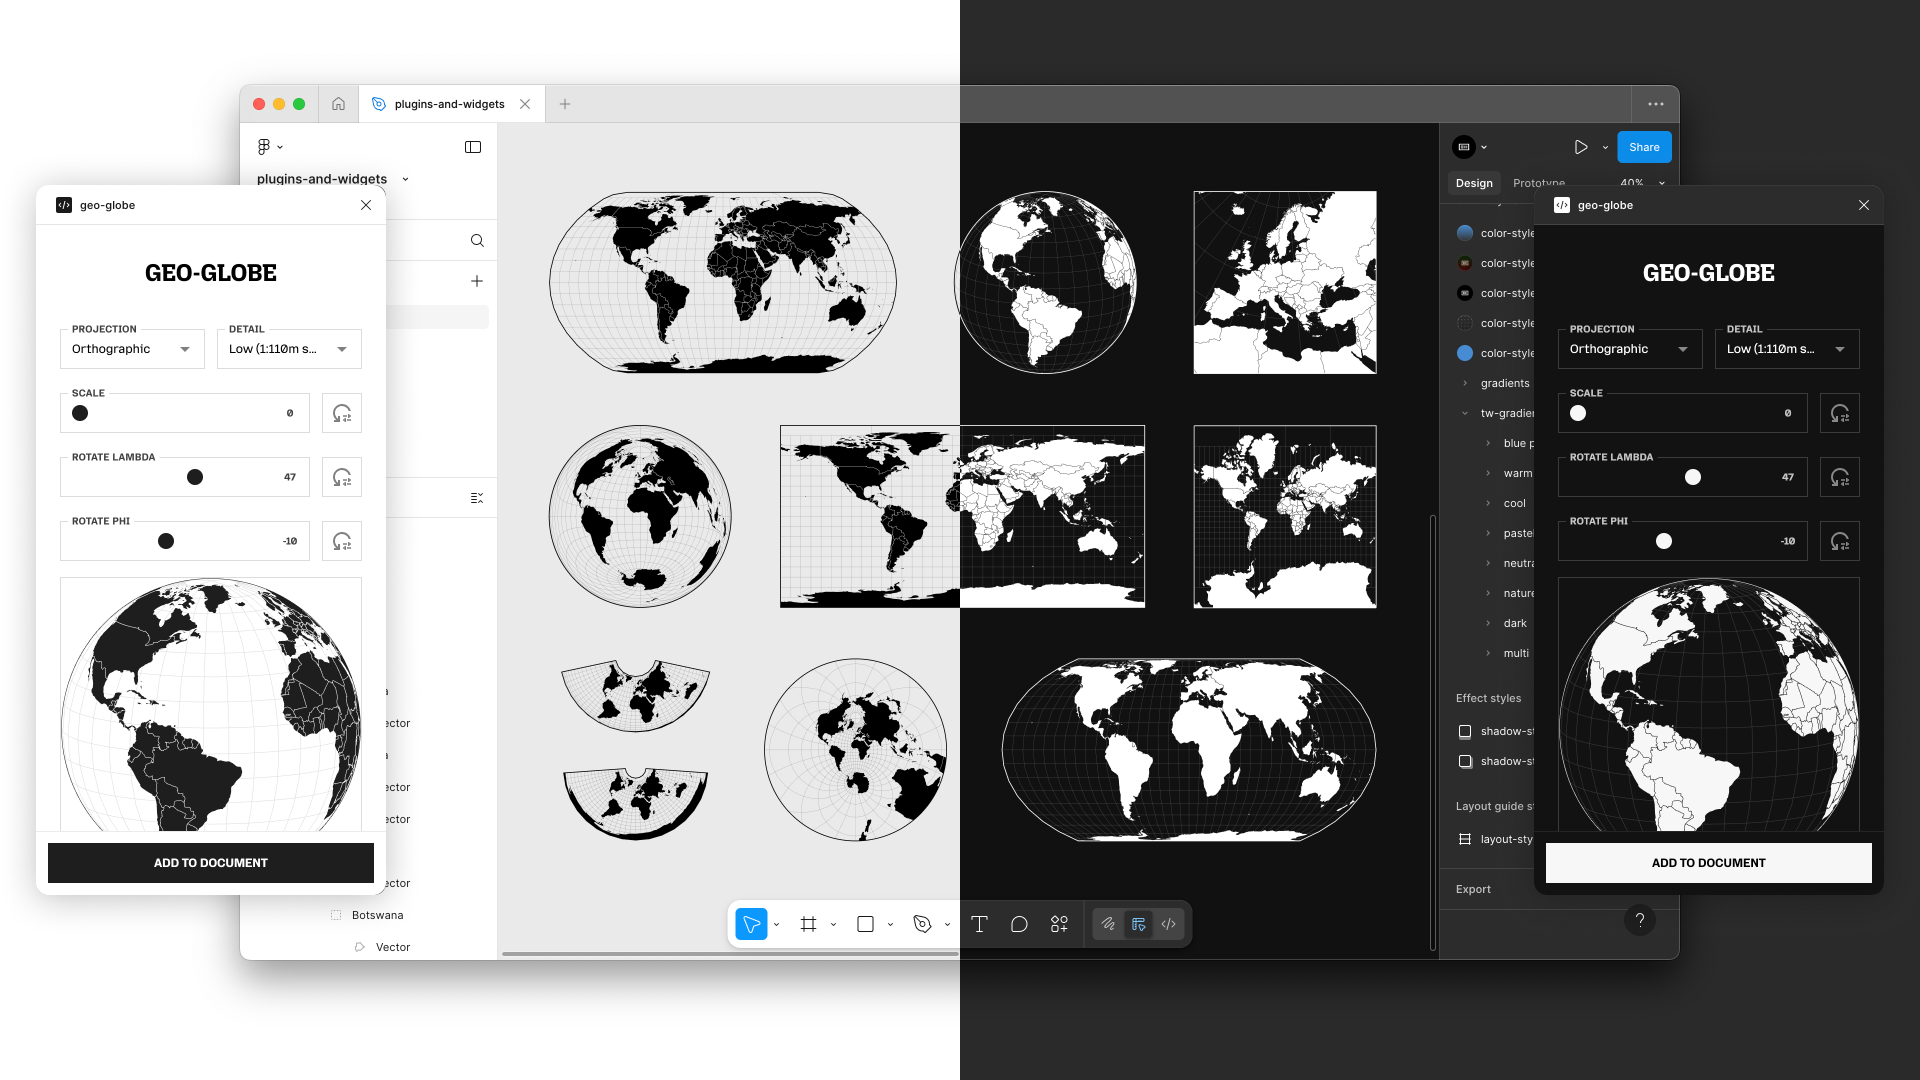 plugins-and-widgets
plugins-and-widgets
geo-globe
GEO-GLOBE
PROJECTION
Orthographic
DETAIL
Low (1:110m s...
SCALE
0
ROTATE LAMBDA
47
ROTATE PHI
-10
ADD TO DOCUMENT
ector
ector
ector
ector
Botswana
Vector
Share
Design
Prototype
40%
color-style
color-style
color-style
color-style
color-style
gradients
tw-gradien
blue p
warm
cool
pastel
neutra
nature
dark
multi
Effect styles
shadow-st
shadow-st
Layout guide st
layout-sty
Export
?
geo-globe
GEO-GLOBE
PROJECTION
Orthographic
DETAIL
Low (1:110m s...
SCALE
0
ROTATE LAMBDA
47
ROTATE PHI
-10
ADD TO DOCUMENT